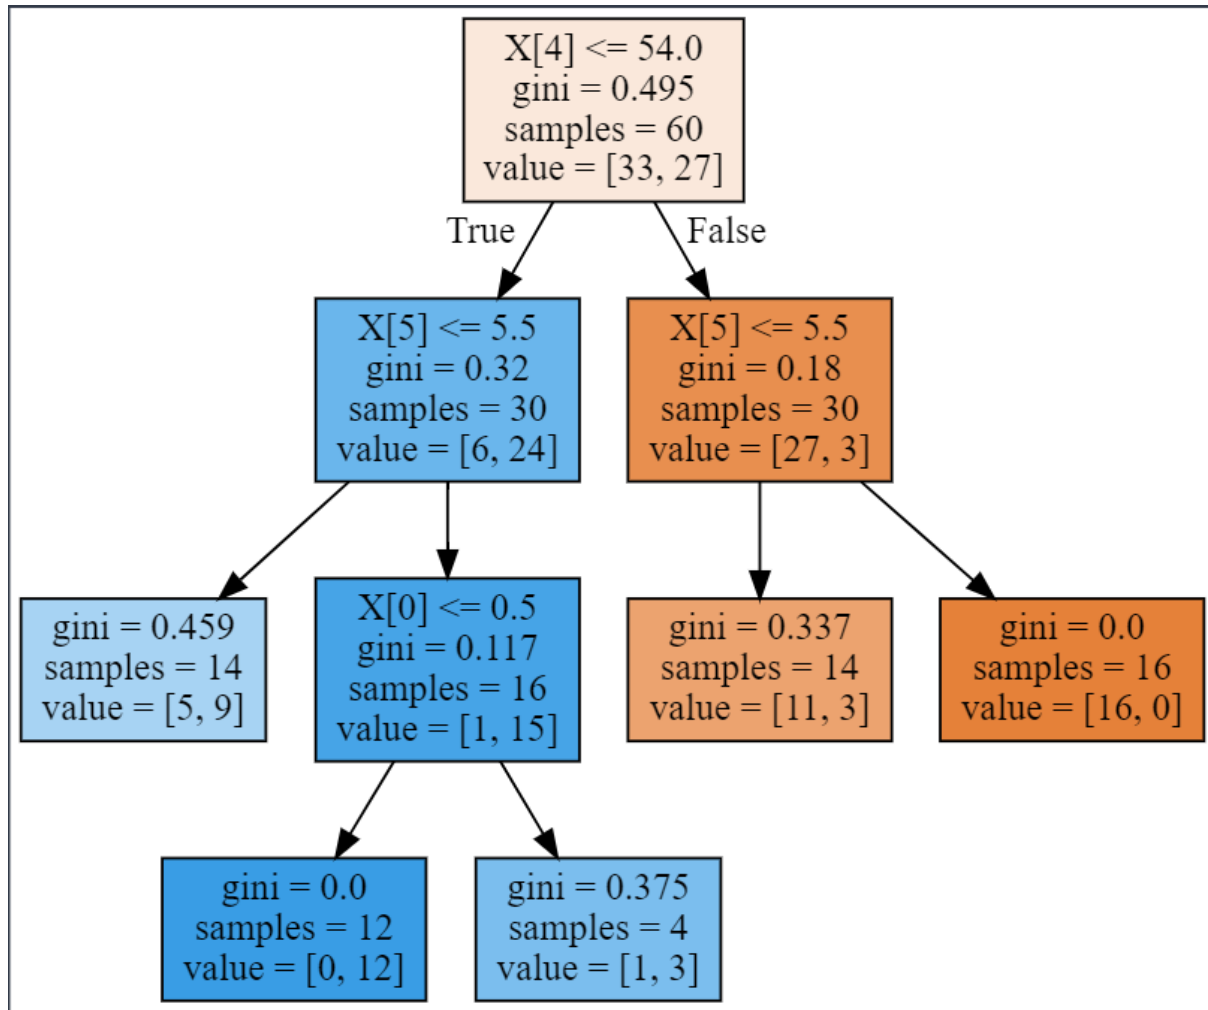 X[4] <= 54.0
gini = 0.495
samples = 60
value = [33, 27]
True
False
X[5] <= 5.5
gini = 0.32
samples = 30
value = [6, 24]
X[5] <= 5.5
gini = 0.18
samples = 30
value = [27, 3]
gini = 0.459
samples = 14
value = [5, 9]
X[0] <= 0.5
gini = 0.117
samples = 16
value = [1, 15]
gini = 0.337
samples = 14
value = [11, 3]
gini = 0.0
samples = 16
value = [16, 0]
gini = 0.0
samples = 12
value = [0, 12]
gini = 0.375
samples = 4
value = [1, 3]